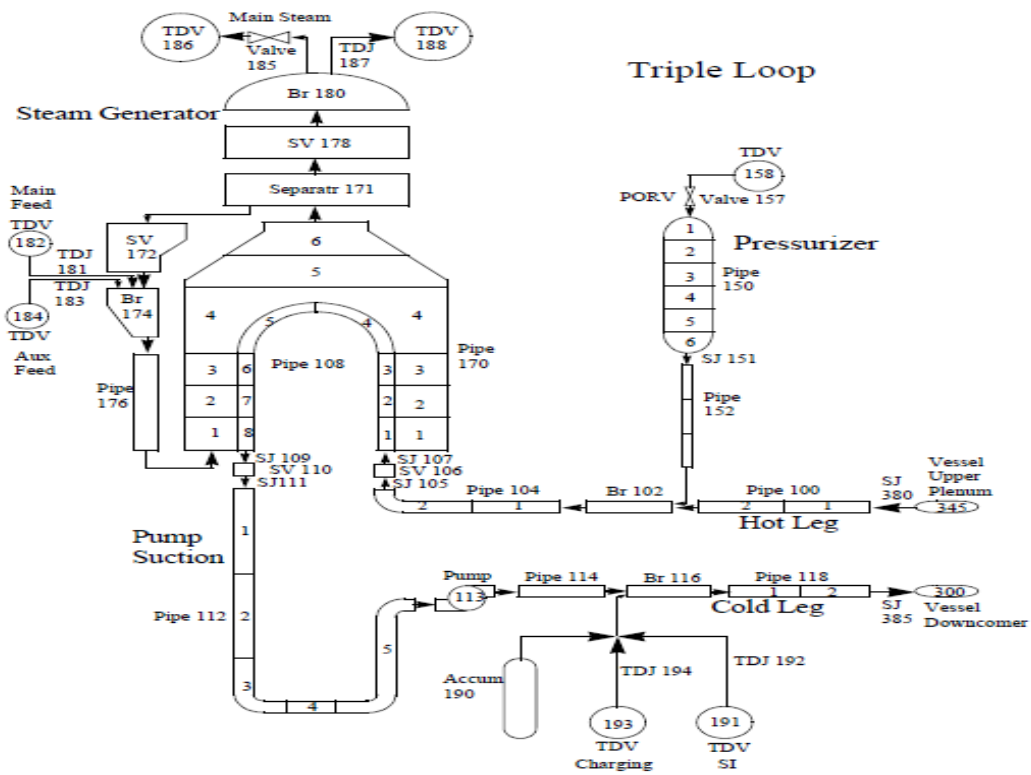 Triple Loop
Main Steam
TDV
186
Valve
185
TDJ
187
TDV
188
Br 180
Steam Generator
SV 178
Separatr 171
Main
Feed
TDV
182
TDJ
181
SV
172
TDJ
183
Br
174
184
TDV
Aux
Feed
Pipe
176
6
5
4
4
5
4
3
6
3
3
2
7
2
2
1
8
1
1
Pipe 108
Pipe
170
SJ 109
SV 110
SJ111
SJ 107
SV 106
SJ 105
TDV
158
PORV
Valve 157
Pressurizer
1
2
3
4
5
6
Pipe
150
SJ 151
Pipe
152
Pipe 104
2
1
Br 102
Pipe 100
2
1
Hot Leg
SJ
380
Vessel
Upper
Plenum
345
Pump
Suction
1
Pipe 112
2
3
4
5
Pump
113
Pipe 114
Br 116
Pipe 118
1
2
Cold Leg
SJ
385
300
Vessel
Downcomer
Accum
190
TDJ 194
TDJ 192
193
TDV
Charging
191
TDV
SI